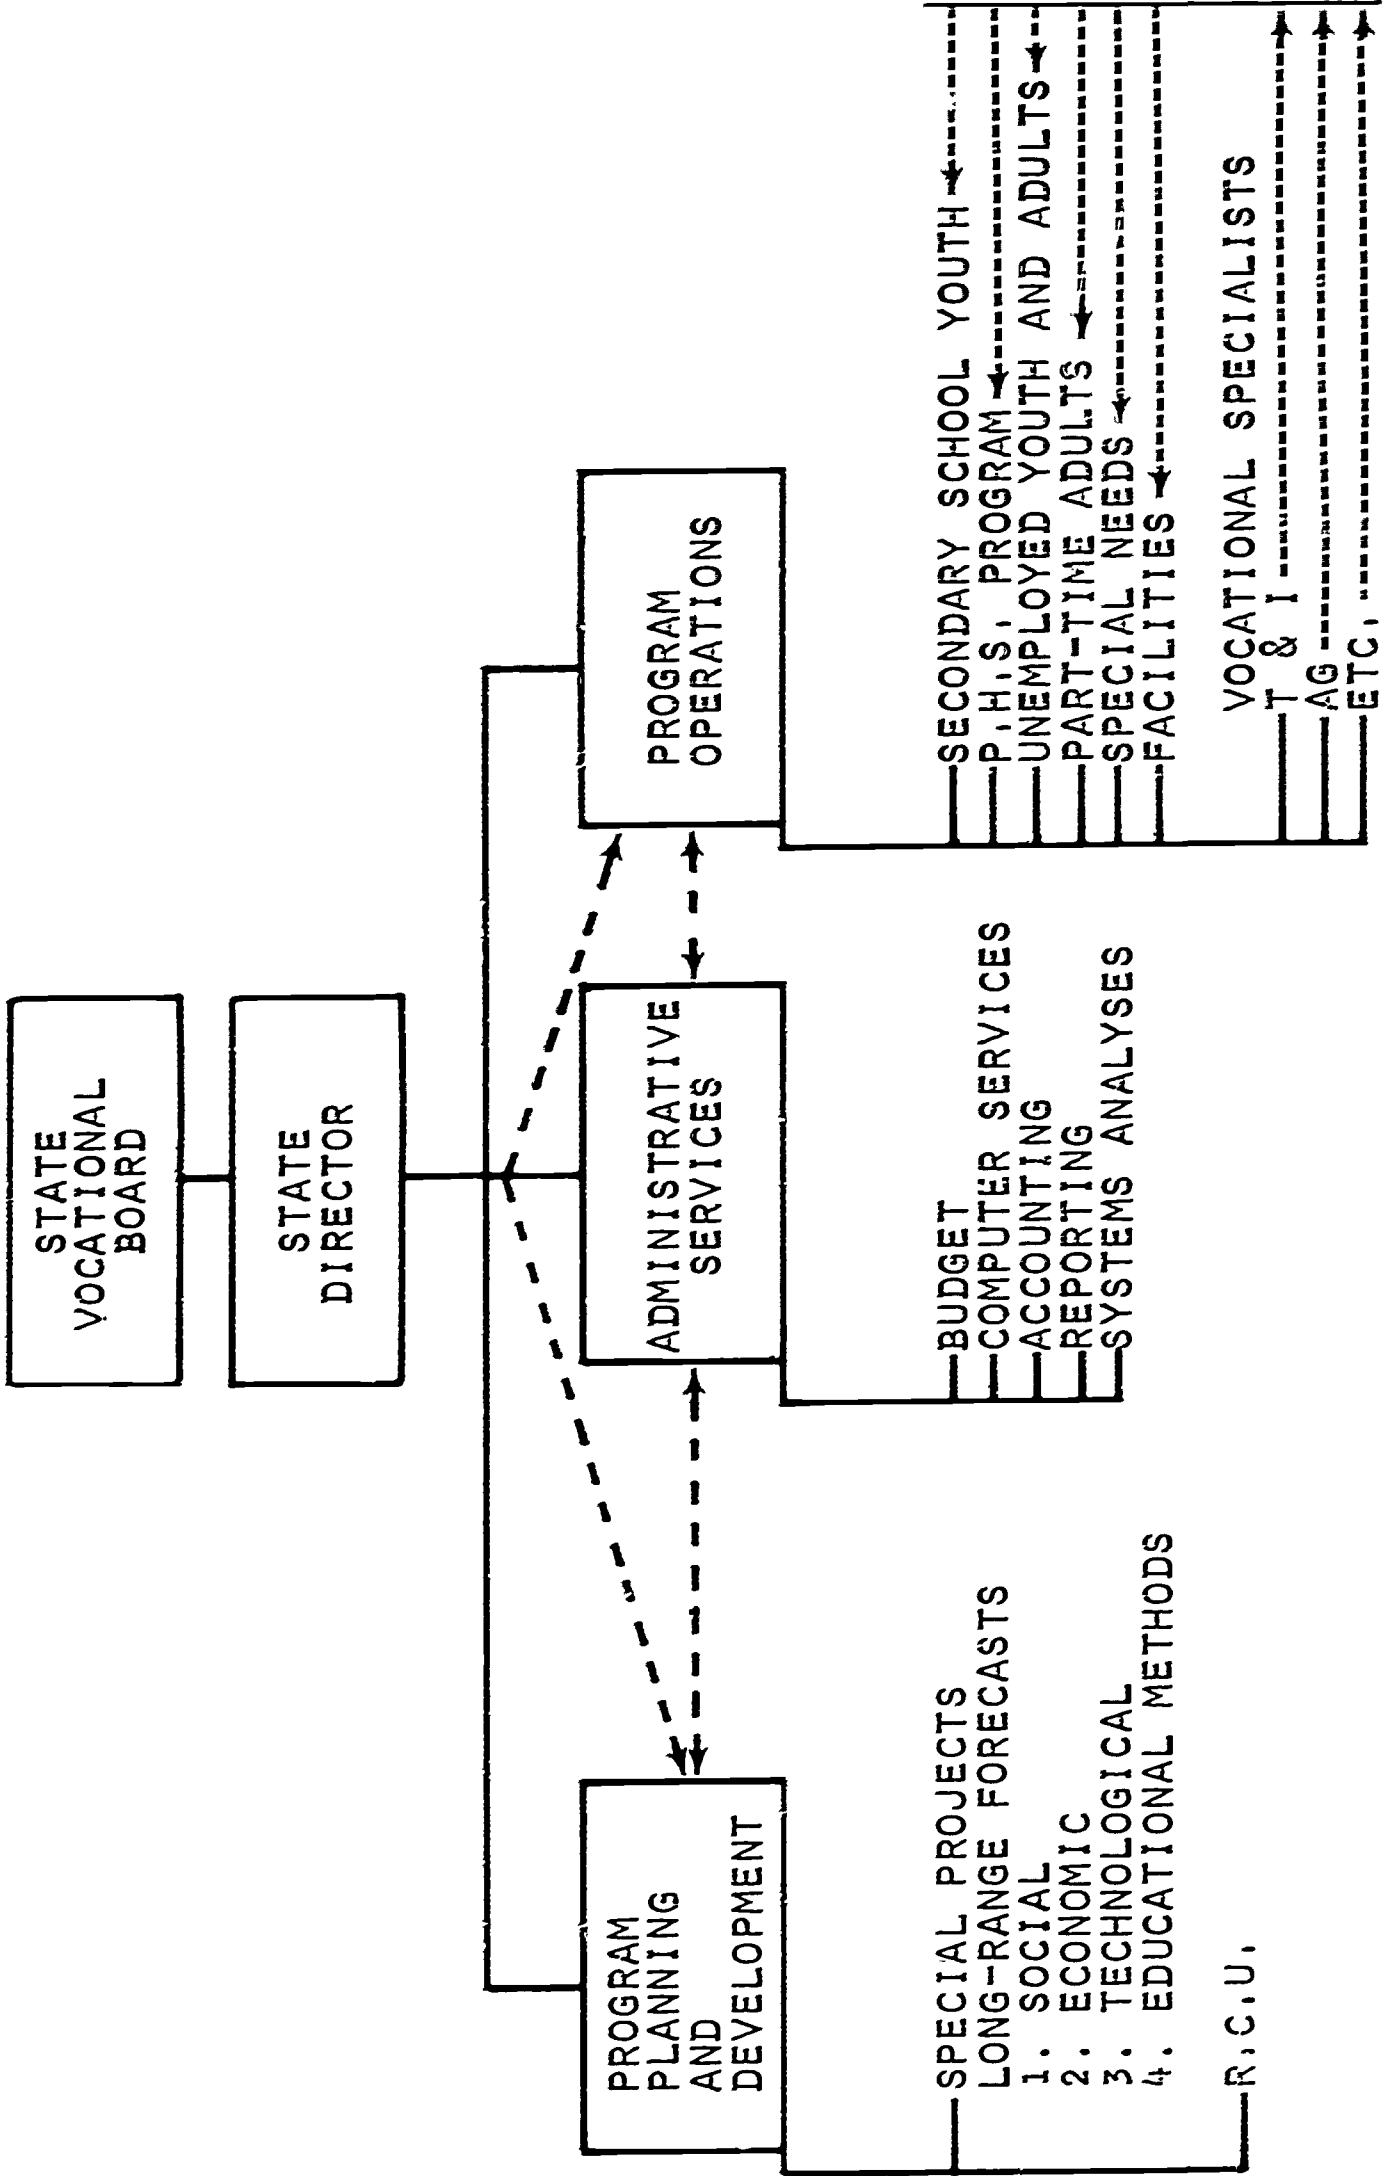 STATE
VOCATIONAL
BOARD
STATE
DIRECTOR
PROGRAM
PLANNING
AND
DEVELOPMENT
ADMINISTRATIVE
SERVICES
PROGRAM
OPERATIONS
SPECIAL PROJECTS
LONG-RANGE FORECASTS
1. SOCIAL
2. ECONOMIC
3. TECHNOLOGICAL
4. EDUCATIONAL METHODS
R.C.U.
BUDGET
COMPUTER SERVICES
ACCOUNTING
REPORTING
SYSTEMS ANALYSES
SECONDARY SCHOOL YOUTH
P.H.S. PROGRAM
UNEMPLOYED YOUTH AND ADULTS
PART-TIME ADULTS
SPECIAL NEEDS
FACILITIES
VOCATIONAL SPECIALISTS
T & I
AG
ETC.